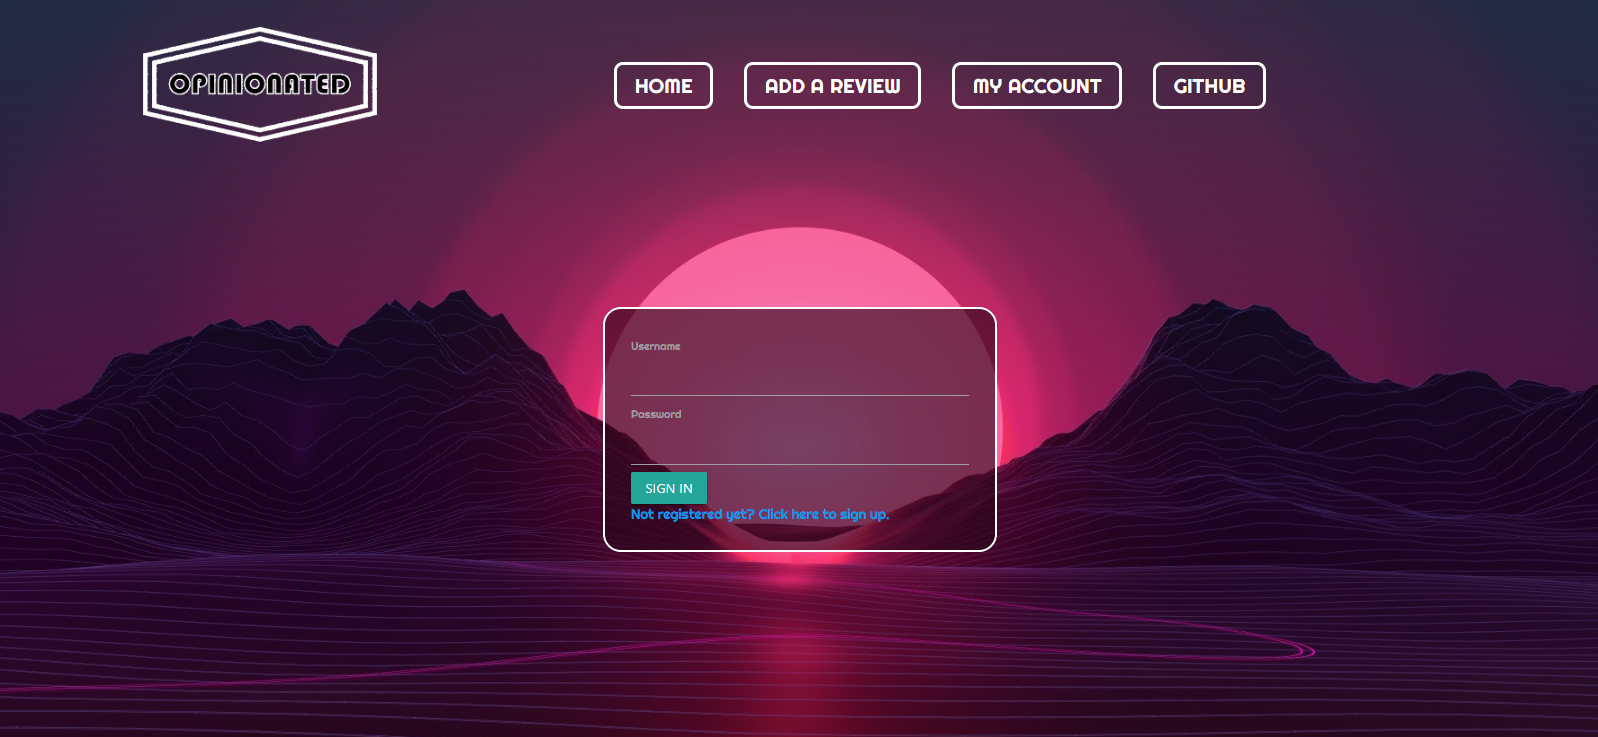 OPINIONATED
HOME ADD A REVIEW MY ACCOUNT GITHUB
Username
Password
SIGN IN
Not registered yet? Click here to sign up.